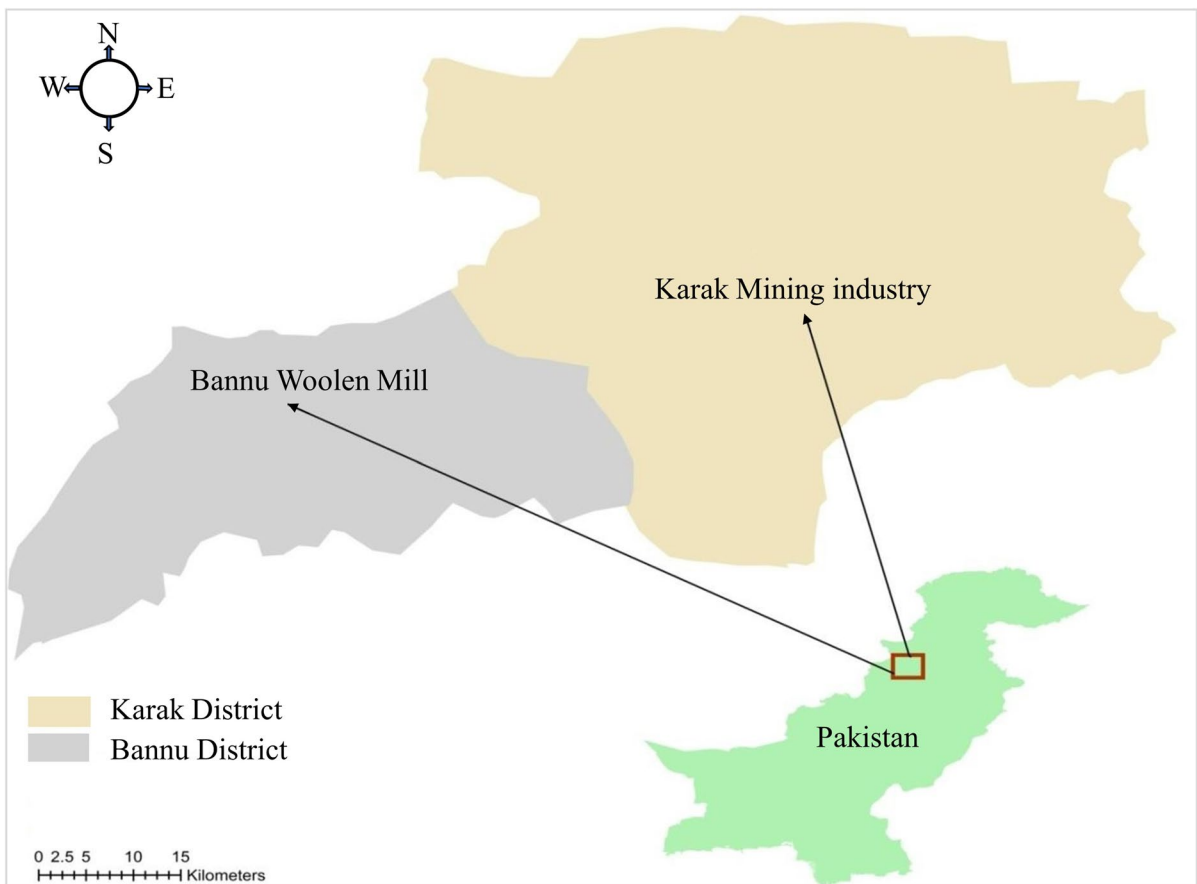 N
W E
S
Karak Mining industry
Bannu Woolen Mill
Karak District
Bannu District
Pakistan
0 2.5 5 10 15
Kilometers